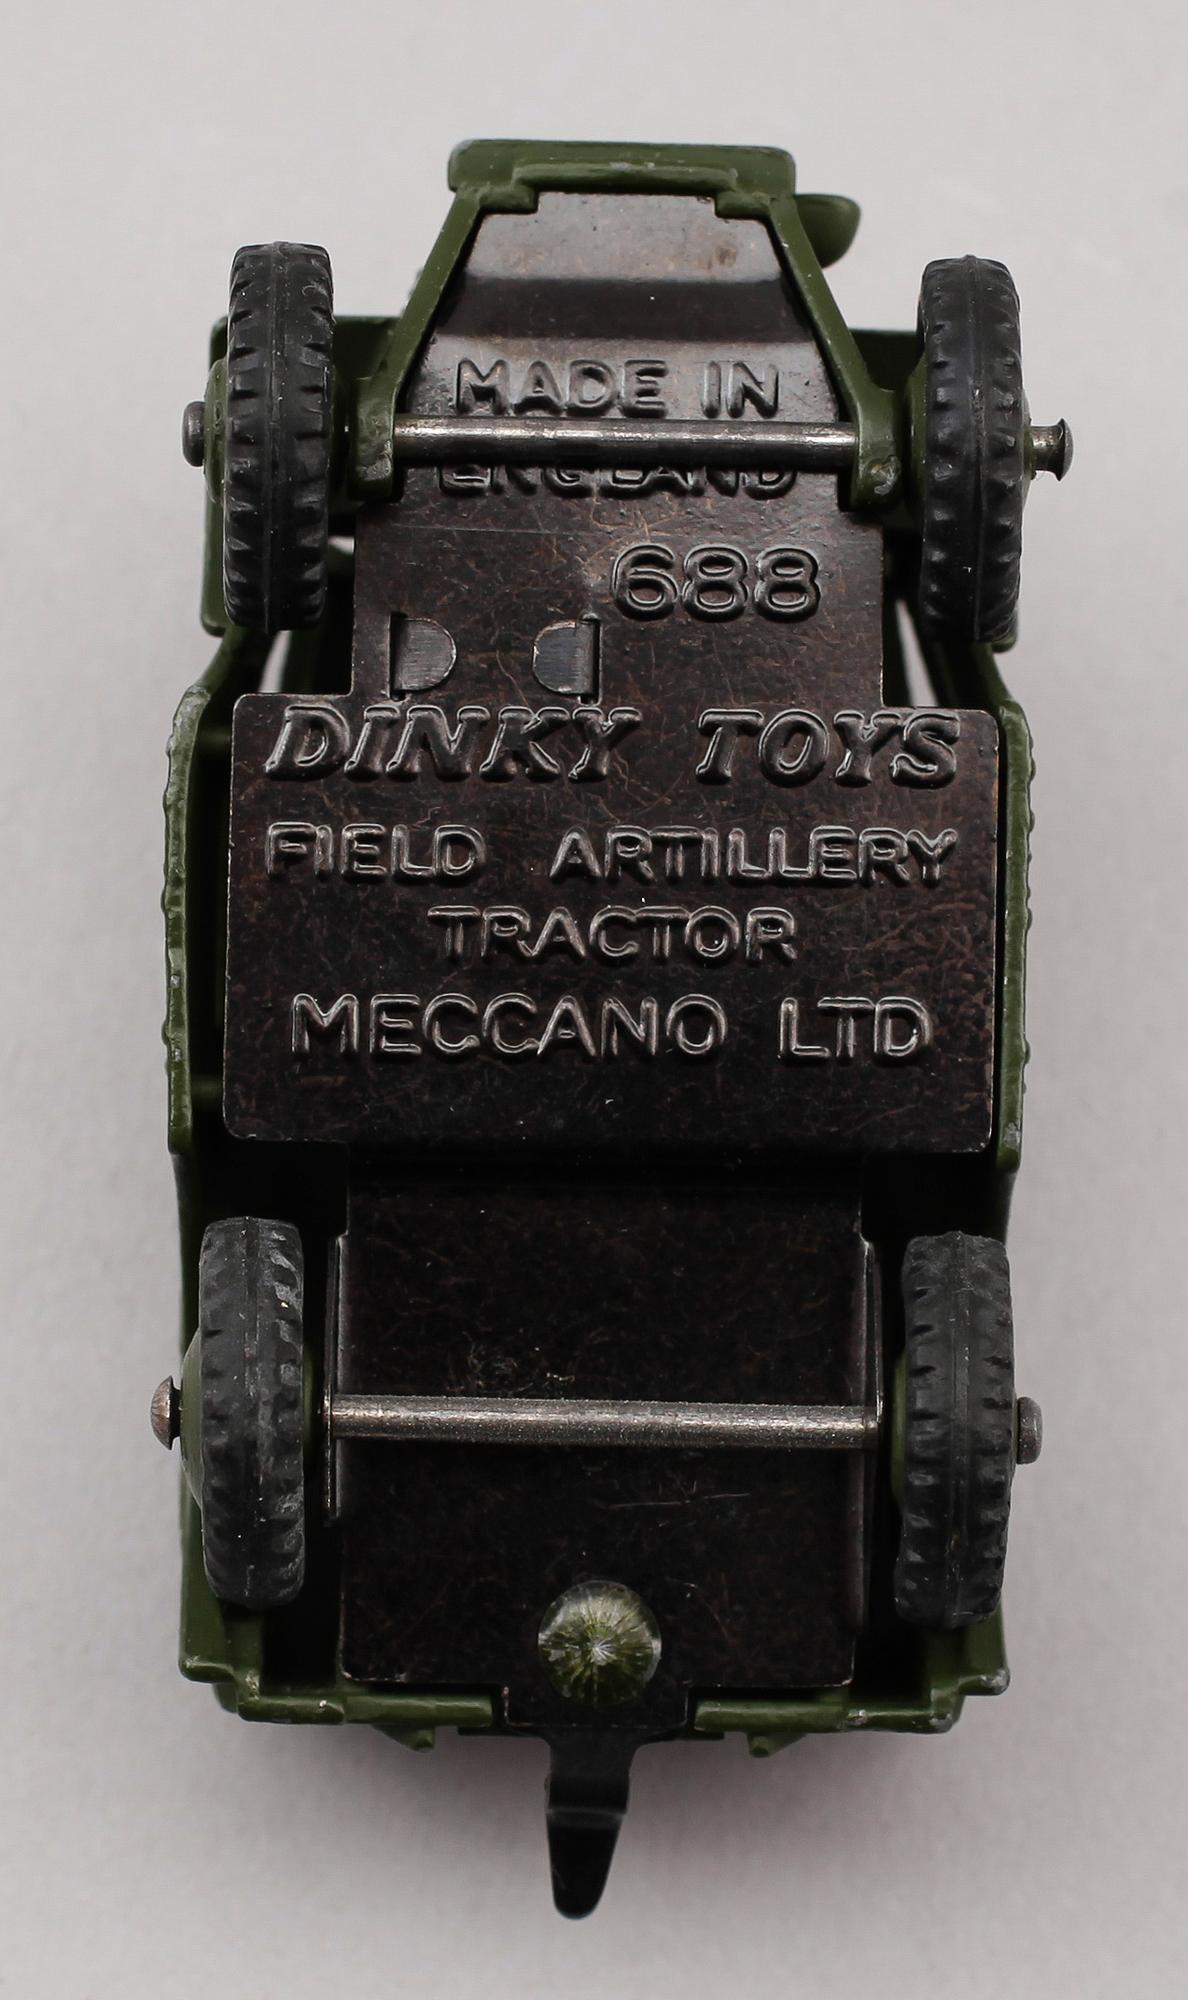 MADE IN
ENGLAND
688
DINKY TOYS
FIELD ARTILLERY
TRACTOR
MECCANO LTD